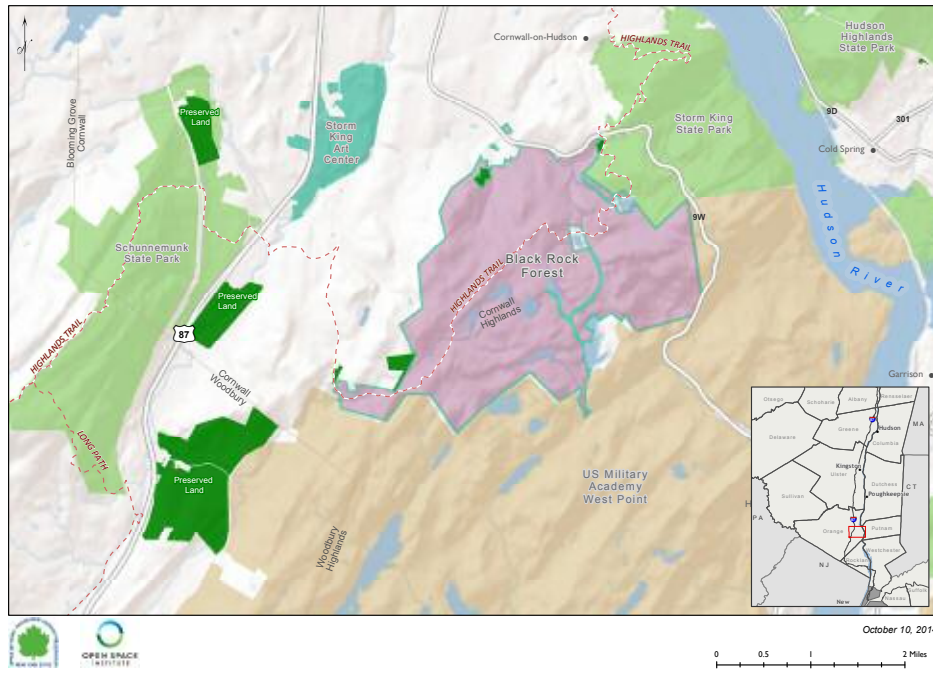 Cornwall-on-Hudson
HIGHLANDS TRAIL
Hudson
Highlands
State Park
Blooming Grove
Cornwall
Preserved
Land
Storm
King
Art
Center
Storm King
State Park
9D
301
Cold Spring
Hudson River
9W
Schunnemunk
State Park
Black Rock
Forest
HIGHLANDS TRAIL
Cornwall
Highlands
Preserved
Land
87
HIGHLANDS TRAIL
Cornwall
Woodbury
Garrison
LONG PATH
Preserved
Land
US Military
Academy
West Point
Woodbury
Highlands
H
Otsego
Schoharie
Albany
Rensselaer
MA
Greene
Hudson
Columbia
Delaware
Kingston
Ulster
Dutchess
CT
Poughkeepsie
Sullivan
PA
Orange
Putnam
Westchester
Rockland
NJ
Suffolk
Nassau
New
October 10, 201
OPEN SPACE
INSTITUTE
0 0.5 1 2 Miles